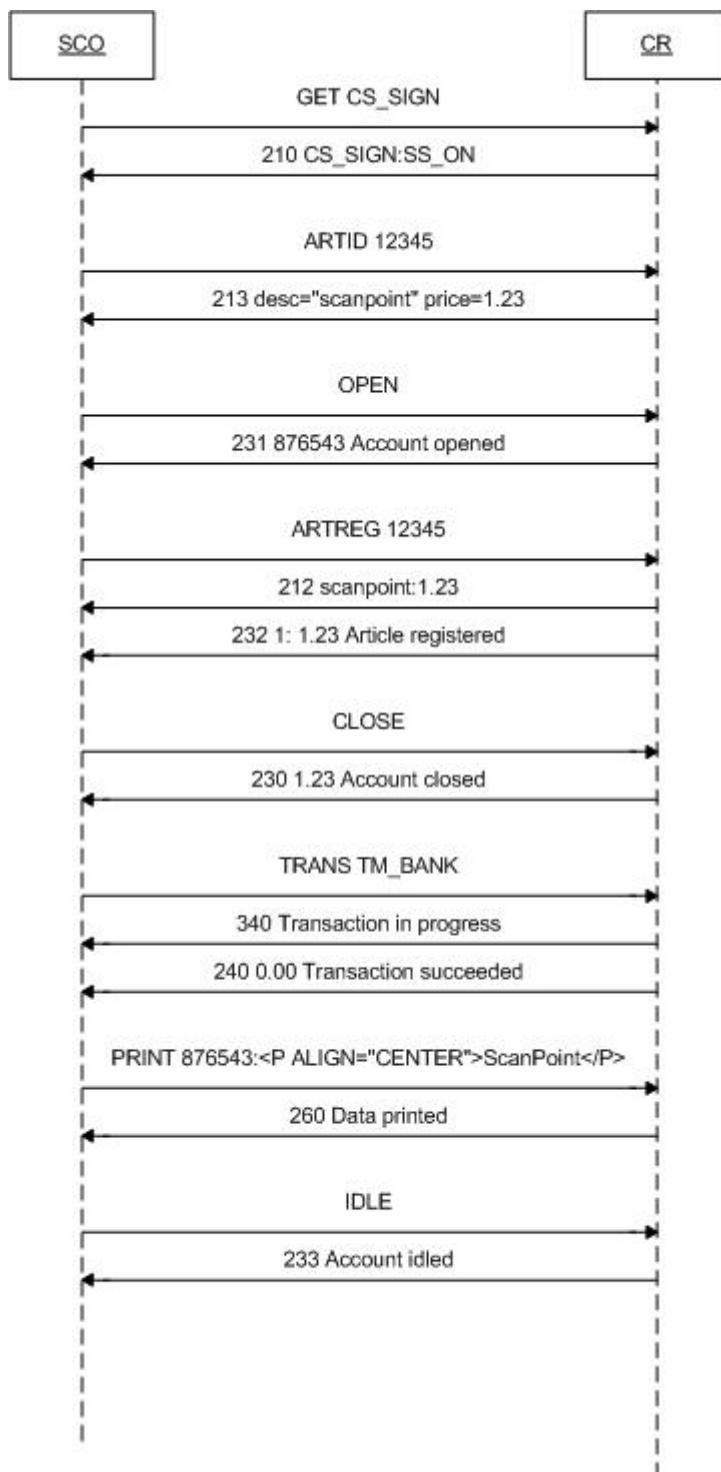 SCO
CR
GET CS_SIGN
210 CS_SIGN:SS_ON
ARTID 12345
213 desc="scanpoint" price=1.23
OPEN
231 876543 Account opened
ARTREG 12345
212 scanpoint:1.23
232 1: 1.23 Article registered
CLOSE
230 1.23 Account closed
TRANS TM_BANK
340 Transaction in progress
240 0.00 Transaction succeeded
PRINT 876543:<P ALIGN="CENTER">ScanPoint</P>
260 Data printed
IDLE
233 Account idled